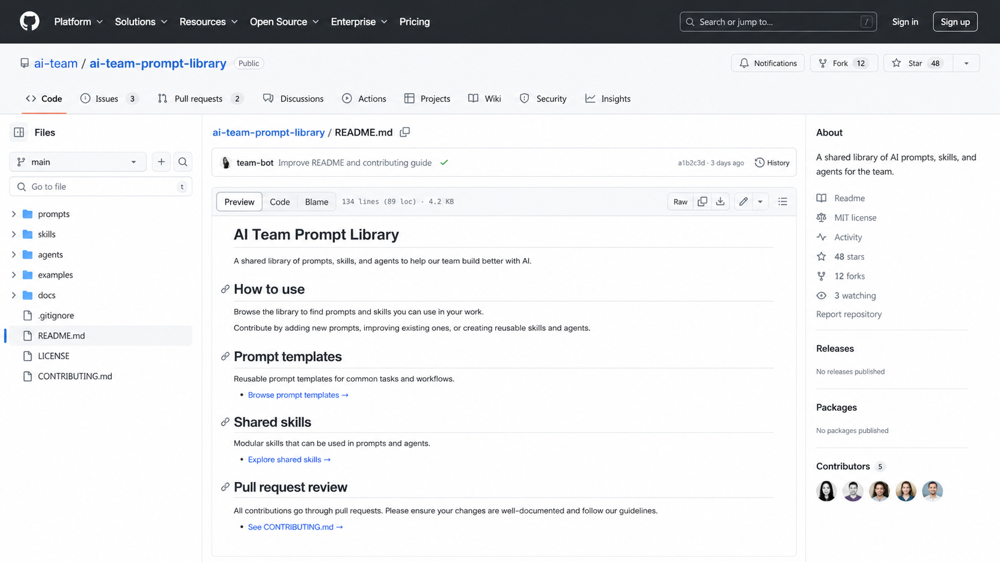 Platform
Solutions
Resources
Open Source
Enterprise
Pricing
Search or jump to...
/
Sign in
Sign up
ai-team / ai-team-prompt-library
Public
Notifications
Fork 12
Star 48
Code
Issues 3
Pull requests 2
Discussions
Actions
Projects
Wiki
Security
Insights
Files
main
Go to file
t
prompts
skills
agents
examples
docs
.gitignore
README.md
LICENSE
CONTRIBUTING.md
ai-team-prompt-library / README.md
team-bot Improve README and contributing guide
a1b2c3d · 3 days ago
History
Preview
Code
Blame
134 lines (89 loc) · 4.2 KB
Raw
AI Team Prompt Library
A shared library of prompts, skills, and agents to help our team build better with AI.
How to use
Browse the library to find prompts and skills you can use in your work.
Contribute by adding new prompts, improving existing ones, or creating reusable skills and agents.
Prompt templates
Reusable prompt templates for common tasks and workflows.
• Browse prompt templates →
Shared skills
Modular skills that can be used in prompts and agents.
• Explore shared skills →
Pull request review
All contributions go through pull requests. Please ensure your changes are well-documented and follow our guidelines.
• See CONTRIBUTING.md →
About
A shared library of AI prompts, skills, and
agents for the team.
Readme
MIT license
Activity
48 stars
12 forks
3 watching
Report repository
Releases
No releases published
Packages
No packages published
Contributors 5